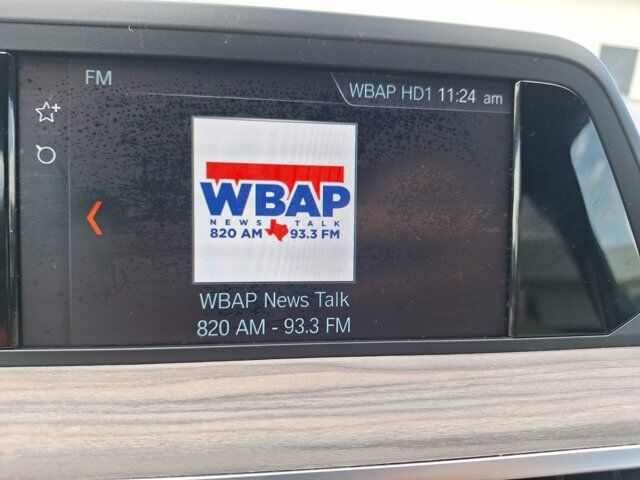 FM
WBAP HD1 11:24 am
WBAP
NEWS TALK
820 AM 93.3 FM
WBAP News Talk
820 AM - 93.3 FM